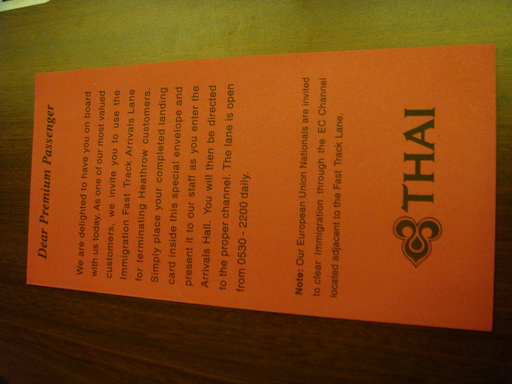 Dear Premium Passenger
We are delighted to have you on board
with us today. As one of our most valued
customers, we invite you to use the
Immigration Fast Track Arrivals Lane
for terminating Heathrow customers.
Simply place your completed landing
card inside this special envelope and
present it to our staff as you enter the
Arrivals Hall. You will then be directed
to the proper channel. The lane is open
from 0530 - 2200 daily.
Note: Our European Union Nationals are invited
to clear Immigration through the EC Channel
located adjacent to the Fast Track Lane.
THAI